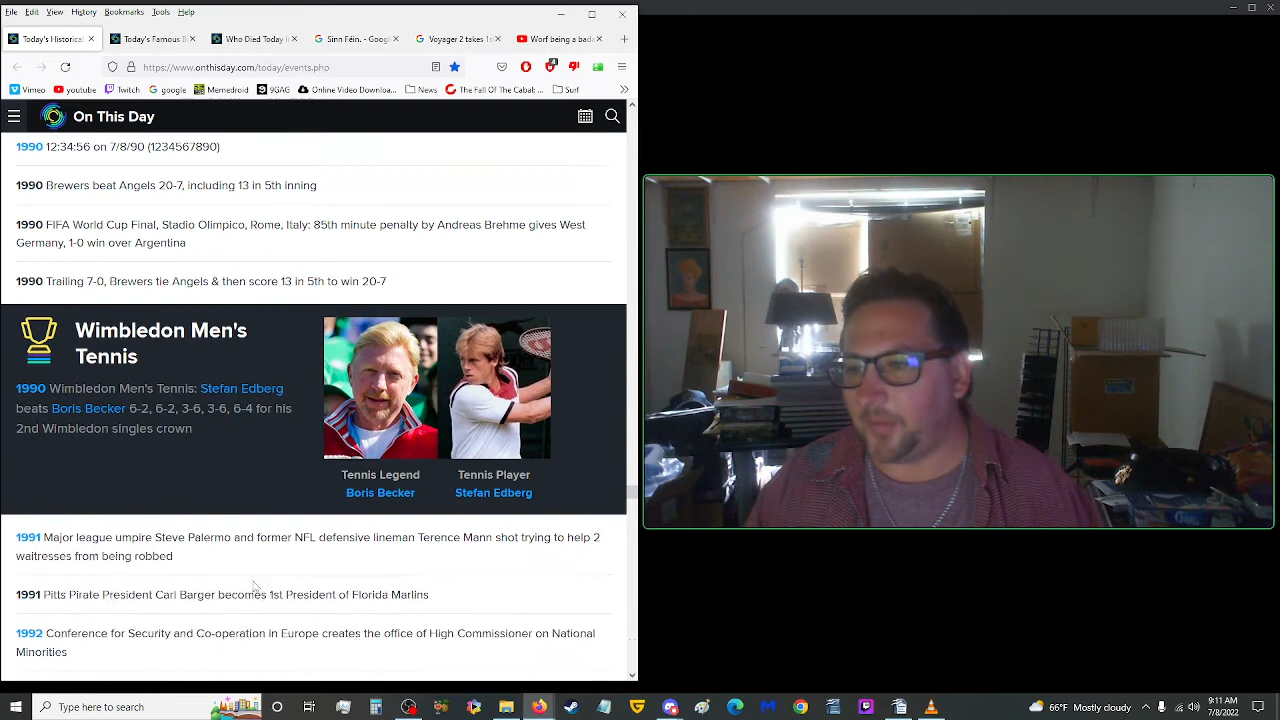 File Edit View History Bookmarks Tools Help
Today's Historical
Today's Famous Bi
Who Died Today in
Sinn Féin. - Googl
Voyager 2 takes 1s
Worf being a bada
https://www.onthisday.com/today/events.php
4
Vimeo youtube Twitch google Memedroid 9GAG Online Video Downloa... News The Fall Of The Cabal: ... Surf
On This Day
1990 12:34:56 on 7/8/90 (1234567890)
1990 Brewers beat Angels 20-7, including 13 in 5th inning
1990 FIFA World Cup Final, Stadio Olimpico, Rome, Italy: 85th minute penalty by Andreas Brehme gives West
Germany, 1-0 win over Argentina
1990 Trailing 7-0, Brewers tie Angels & then score 13 in 5th to win 20-7
Wimbledon Men's
Tennis
1990 Wimbledon Men's Tennis: Stefan Edberg
beats Boris Becker 6-2, 6-2, 3-6, 3-6, 6-4 for his
2nd Wimbledon singles crown
Tennis Legend
Boris Becker
Tennis Player
Stefan Edberg
1991 Major league umpire Steve Palermo and former NFL defensive lineman Terence Mann shot trying to help 2
waitresses from being robbed
1991 Pitts Pirate President Carl Barger becomes 1st President of Florida Marlins
1992 Conference for Security and Co-operation in Europe creates the office of High Commissioner on National
Minorities
Type here to search
66°F Mostly cloudy
9:11 AM
7/8/2022